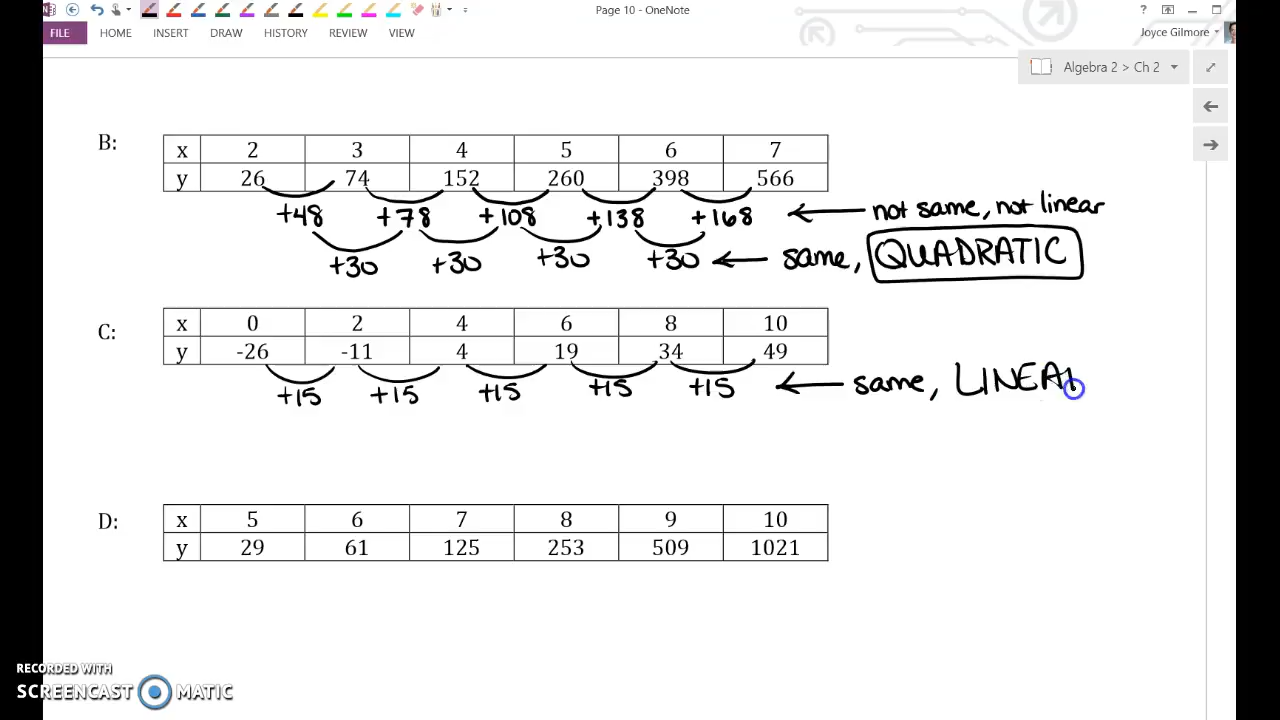 Page 10 - OneNote
?
FILE HOME INSERT DRAW HISTORY REVIEW VIEW
Joyce Gilmore
Algebra 2 > Ch 2
B:
x 2 3 4 5 6 7
y 26 74 152 260 398 566
+48 +78 +108 +138 +168 not same, not linear
+30 +30 +30 +30 same, QUADRATIC
C:
x 0 2 4 6 8 10
y -26 -11 4 19 34 49
+15 +15 +15 +15 +15 same, LINEAR
D:
x 5 6 7 8 9 10
y 29 61 125 253 509 1021
RECORDED WITH
SCREENCAST MATIC